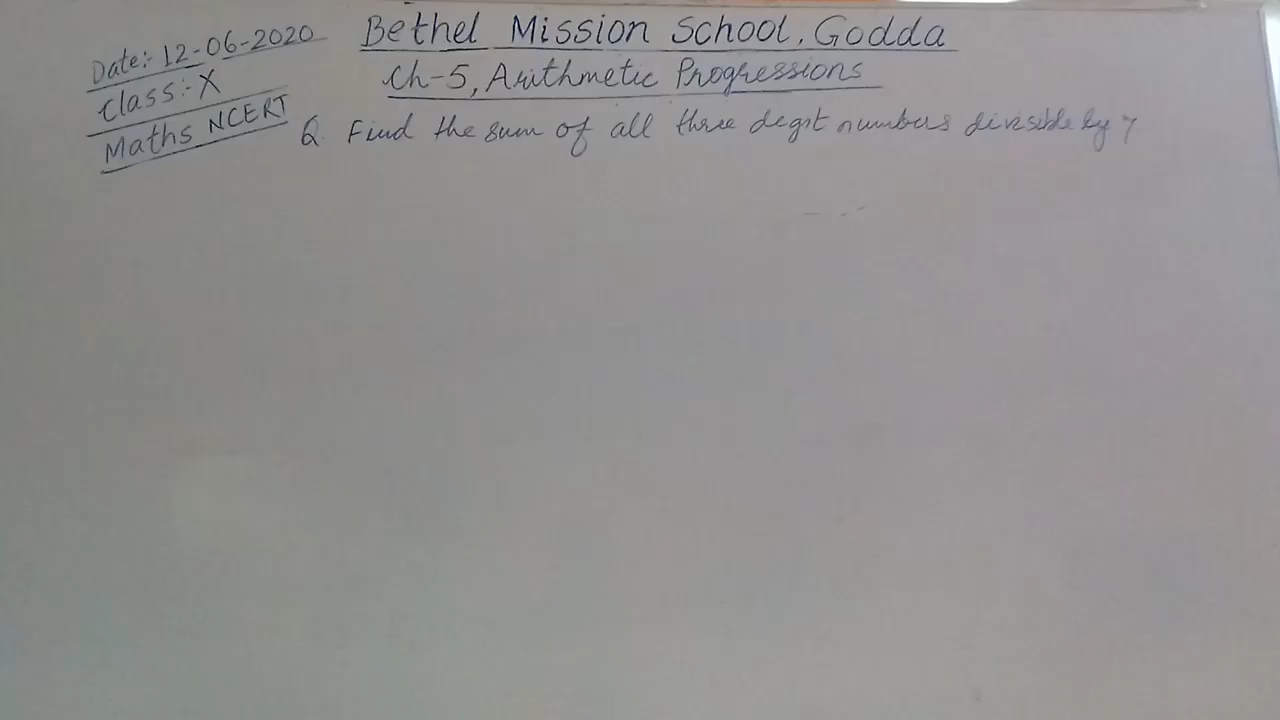 Date:- 12-06-2020
Class:- X
Maths NCERT
Bethel Mission School, Godda
Ch-5, Arithmetic Progressions
Q Find the sum of all three degit numbers divisible by 7